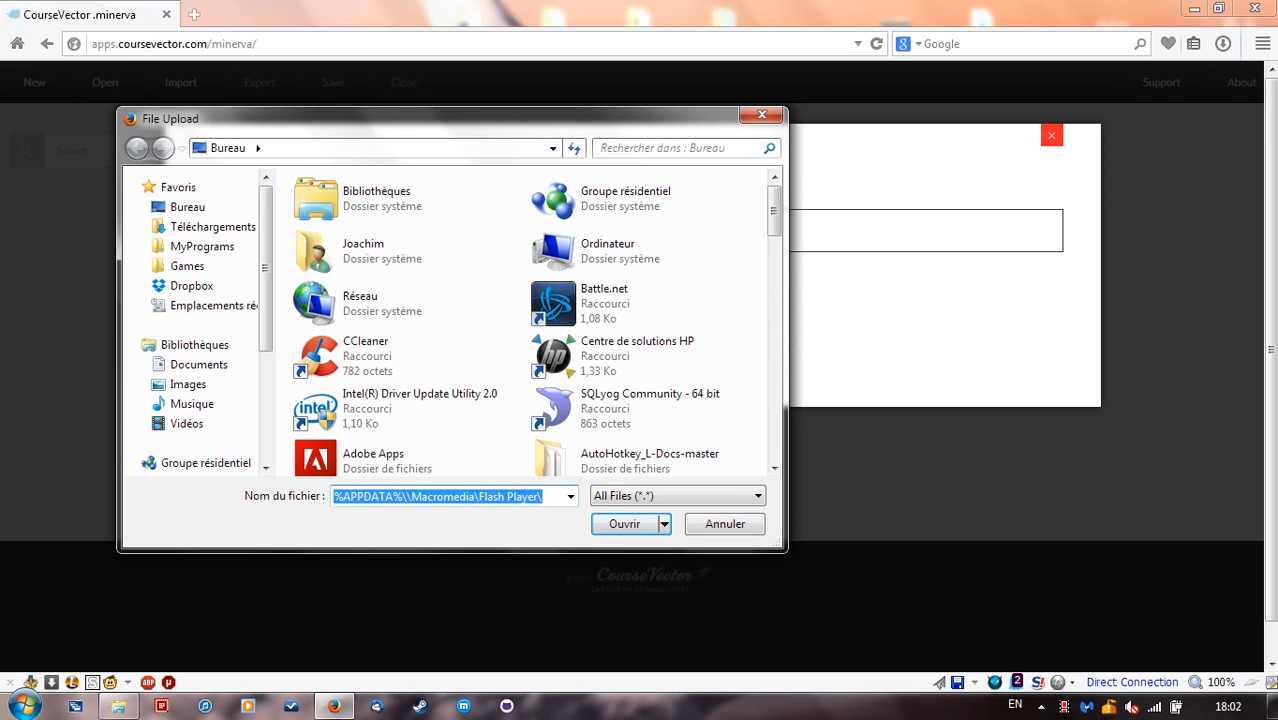 CourseVector .minerva
apps.coursevector.com/minerva/
Google
New Open Import Export Save Close Support About
Search
File Upload
Bureau
Rechercher dans : Bureau
Favoris
Bureau
Téléchargements
MyPrograms
Games
Dropbox
Emplacements ré
Bibliothèques
Documents
Images
Musique
Vidéos
Groupe résidentiel
Bibliothèques
Dossier système
Groupe résidentiel
Dossier système
Joachim
Dossier système
Ordinateur
Dossier système
Réseau
Dossier système
Battle.net
Raccourci
1,08 Ko
CCleaner
Raccourci
782 octets
Centre de solutions HP
Raccourci
1,33 Ko
Intel(R) Driver Update Utility 2.0
Raccourci
1,10 Ko
SQLyog Community - 64 bit
Raccourci
863 octets
Adobe Apps
Dossier de fichiers
AutoHotkey_L-Docs-master
Dossier de fichiers
Nom du fichier :
%APPDATA%\\Macromedia\Flash Player\
All Files (*.*)
Ouvrir
Annuler
CourseVector
ABP
Direct Connection
100%
EN
18:02